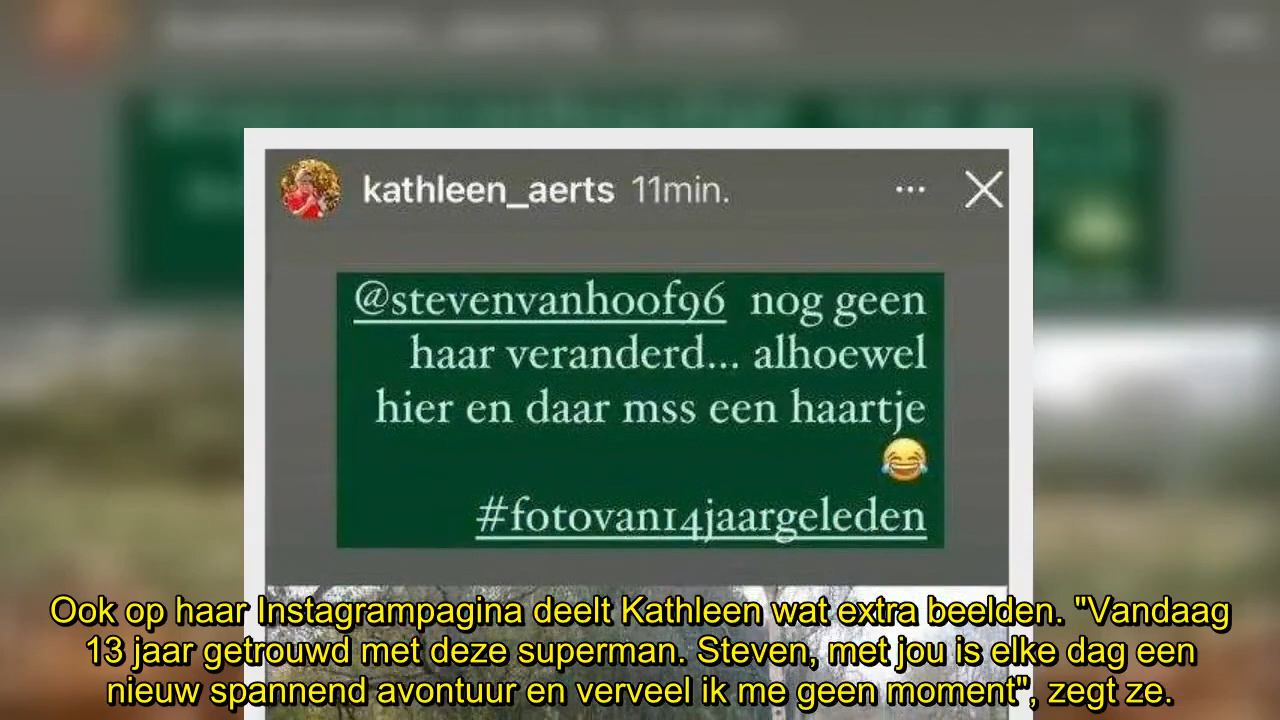 kathleen_aerts 11min.
@stevenvanhoof96 nog geen
haar veranderd... alhoewel
hier en daar mss een haartje
😂
#fotovan14jaargeleden
Ook op haar Instagrampagina deelt Kathleen wat extra beelden. "Vandaag
13 jaar getrouwd met deze superman. Steven, met jou is elke dag een
nieuw spannend avontuur en verveel ik me geen moment", zegt ze.